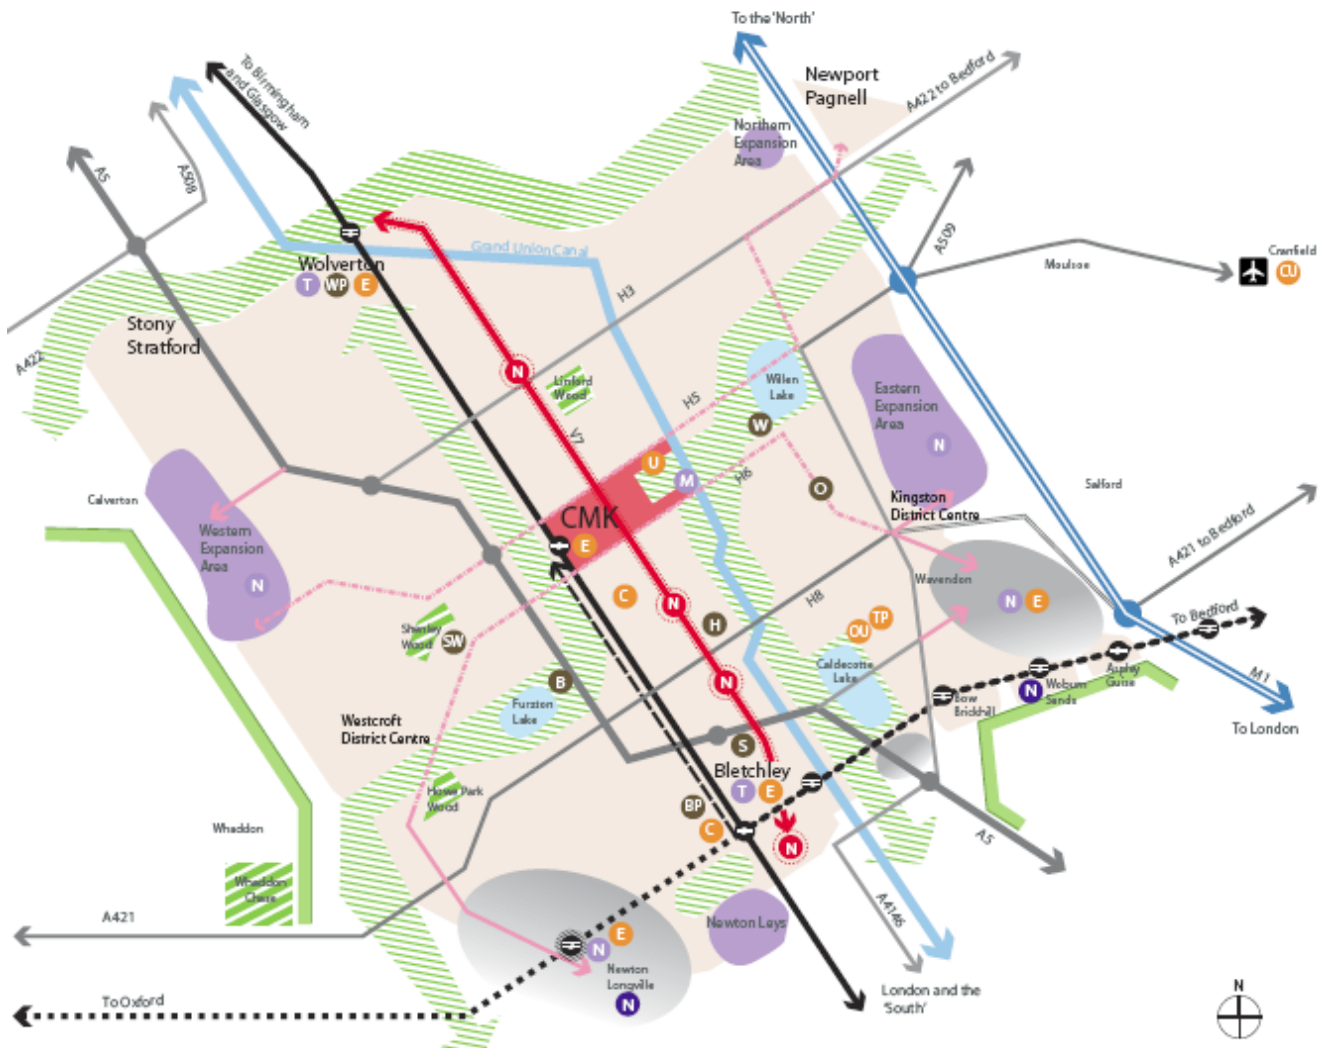 To the 'North'
Newport
Pagnell
A422 to Bedford
To Birmingham
and Glasgow
A508
A5
Northern
Expansion
Area
A509
Moulsoe
Cranfield
CU
Grand Union Canal
Wolverton
T
WP
E
H3
Stony
Stratford
A422
N
Linford
Wood
Willen
Lake
H5
V7
W
Eastern
Expansion
Area
N
U
M
H6
O
Kingston
District Centre
Salford
A421 to Bedford
Calverton
CMK
E
Western
Expansion
Area
N
Wavendon
N
E
C
N
H
H8
TP
OU
To Bedford
Shenley
Wood
SW
Caldecotte
Lake
Aspley
Guise
M1
B
N
Furzton
Lake
N
Woburn
Sands
Bow
Brickhill
To London
Westcroft
District Centre
S
Bletchley
T
E
Howe Park
Wood
BP
C
N
A5
Whaddon
Whaddon
Chase
A421
A4146
Newton Leys
E
N
Newton
Longville
N
To Oxford
London and the
'South'
N